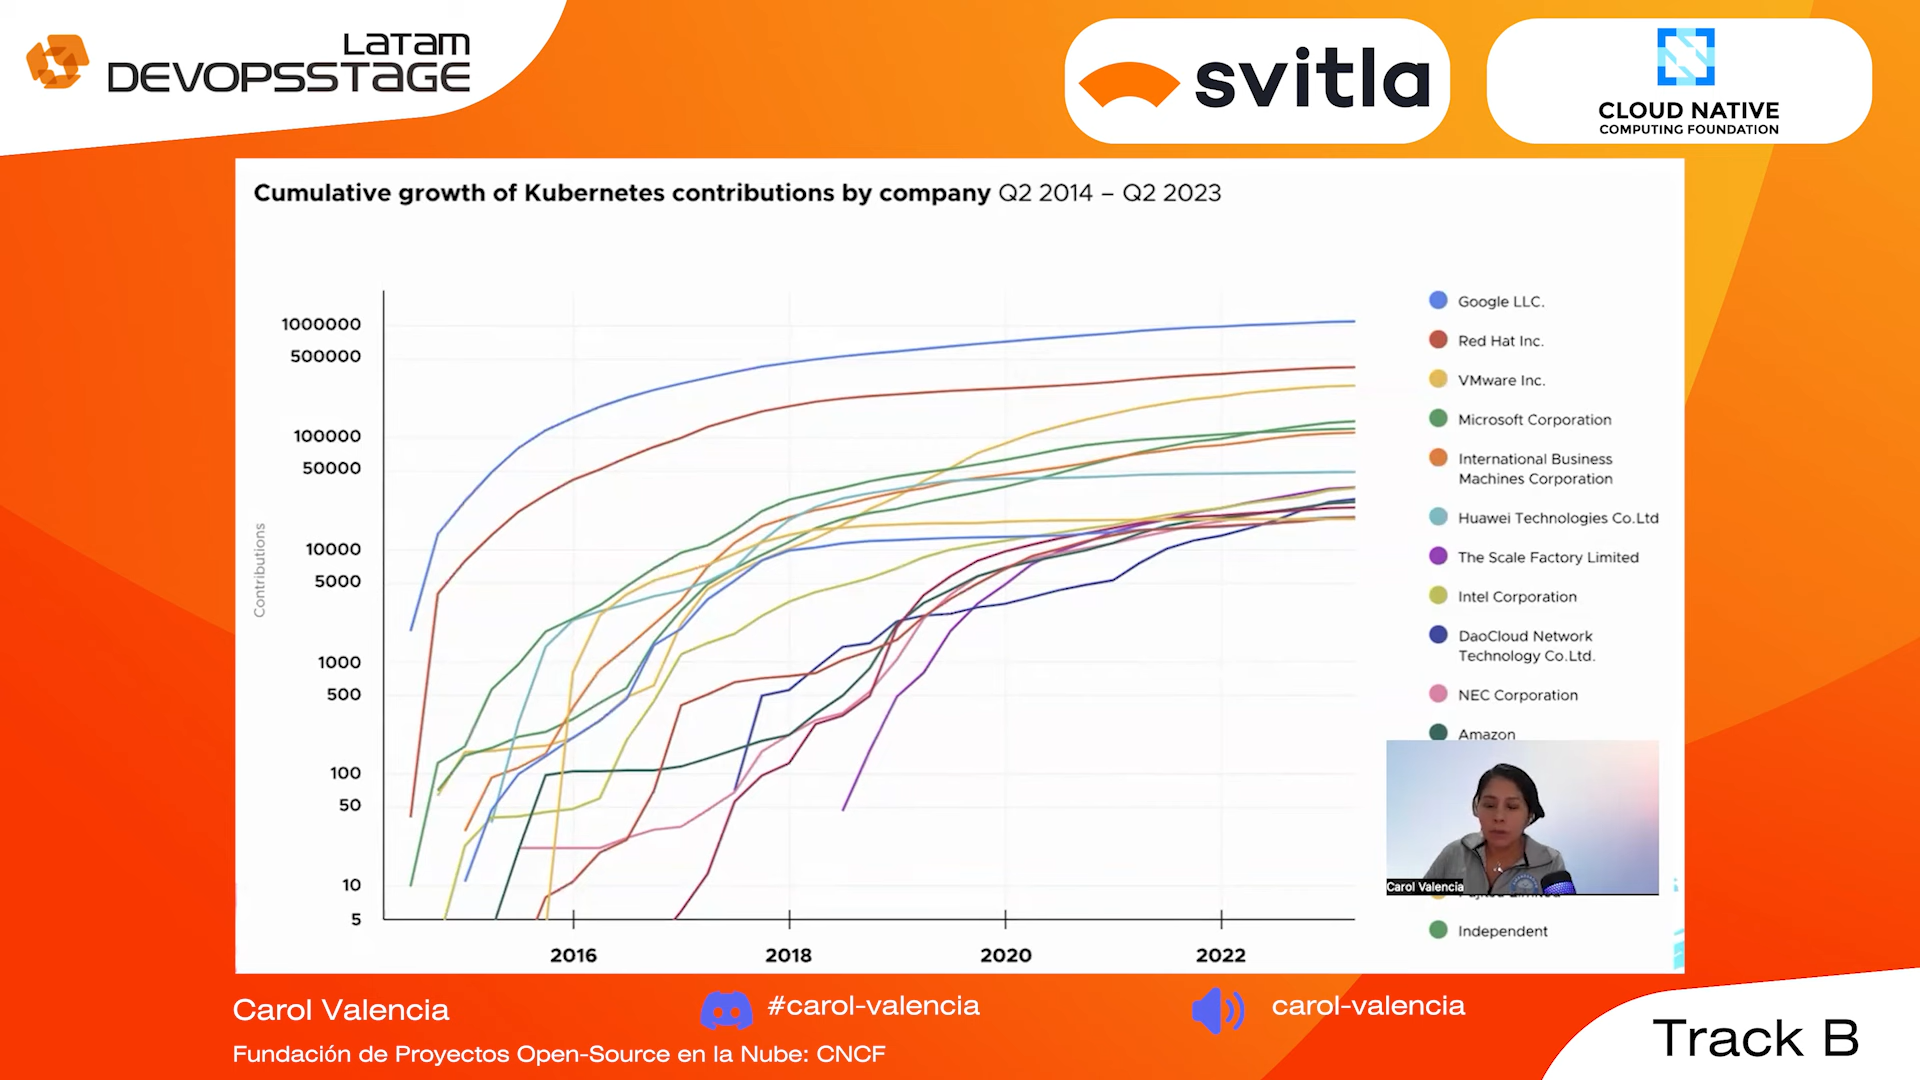 LATAM
DEVOPSSTAGE
svitla
CLOUD NATIVE
COMPUTING FOUNDATION
Cumulative growth of Kubernetes contributions by company Q2 2014 – Q2 2023
Contributions
1000000
500000
100000
50000
10000
5000
1000
500
100
50
10
5
2016
2018
2020
2022
Google LLC.
Red Hat Inc.
VMware Inc.
Microsoft Corporation
International Business
Machines Corporation
Huawei Technologies Co.Ltd
The Scale Factory Limited
Intel Corporation
DaoCloud Network
Technology Co.Ltd.
NEC Corporation
Amazon
Carol Valencia
Independent
Carol Valencia
#carol-valencia
carol-valencia
Fundación de Proyectos Open-Source en la Nube: CNCF
Track B